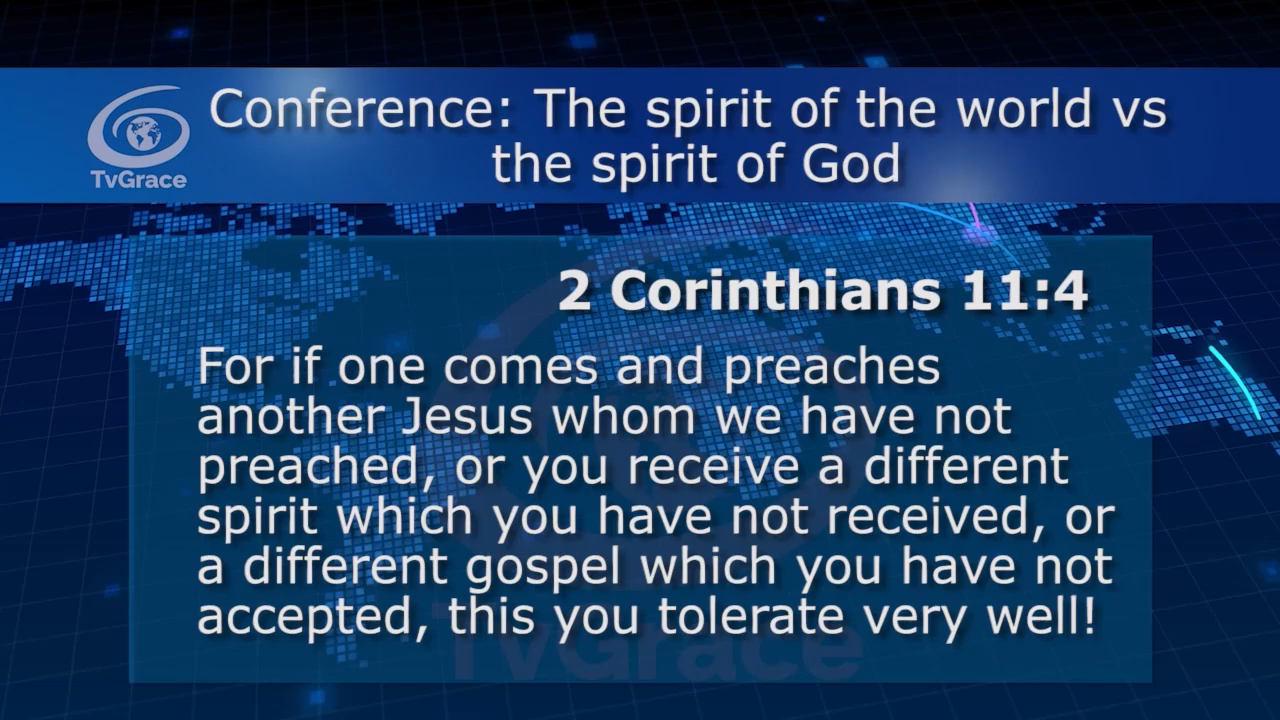 Conference: The spirit of the world vs
the spirit of God
TvGrace
2 Corinthians 11:4
For if one comes and preaches
another Jesus whom we have not
preached, or you receive a different
spirit which you have not received, or
a different gospel which you have not
accepted, this you tolerate very well!
TvGrace